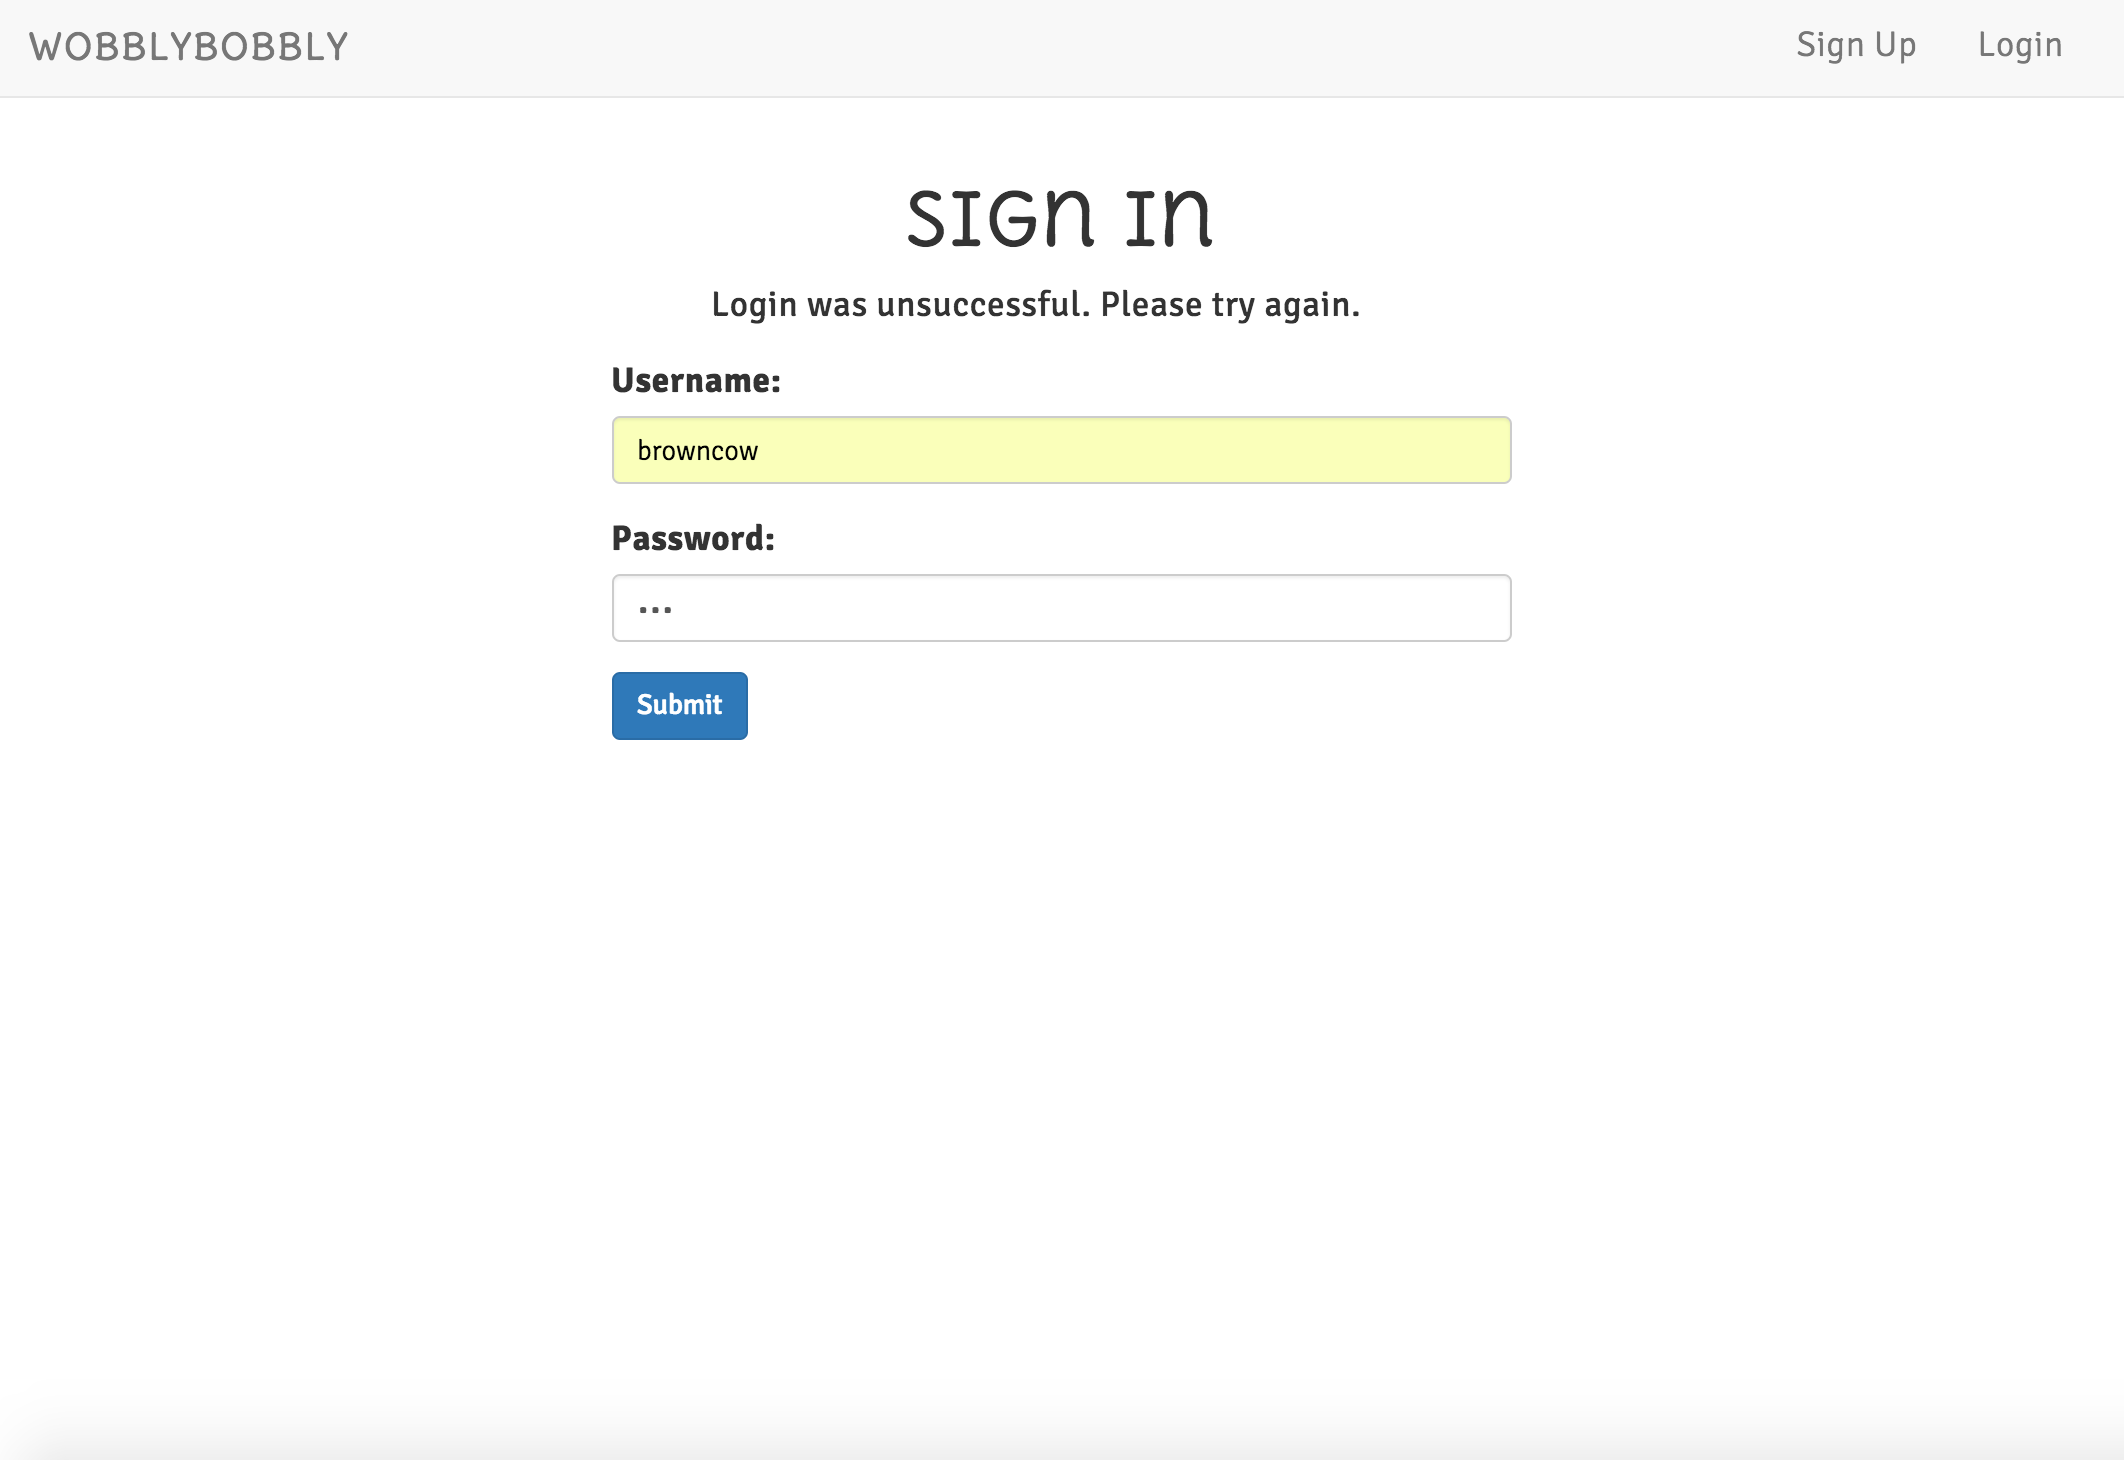 WOBBLYBOBBLY
Sign Up
Login
SIGN IN
Login was unsuccessful. Please try again.
Username:
browncow
Password:
...
Submit